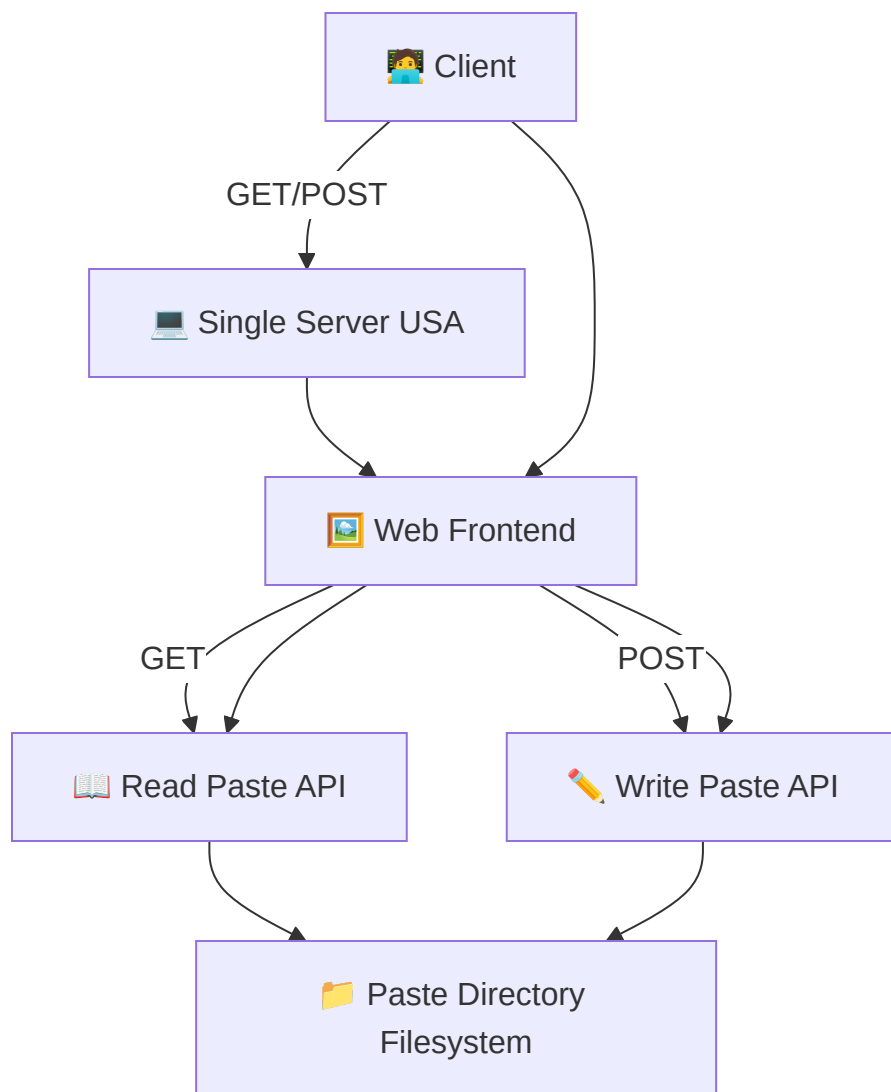 🧑‍💻 Client
GET/POST
💻 Single Server USA
🖼️ Web Frontend
GET
POST
📖 Read Paste API
✏️ Write Paste API
📁 Paste Directory
Filesystem